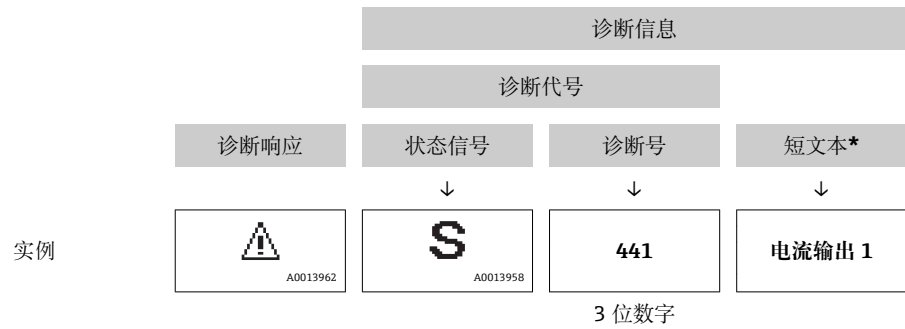 诊断信息
诊断代号
诊断响应 状态信号 诊断号 短文本*
↓ ↓ ↓
实例 S 441 电流输出 1
A0013962 A0013958
3 位数字